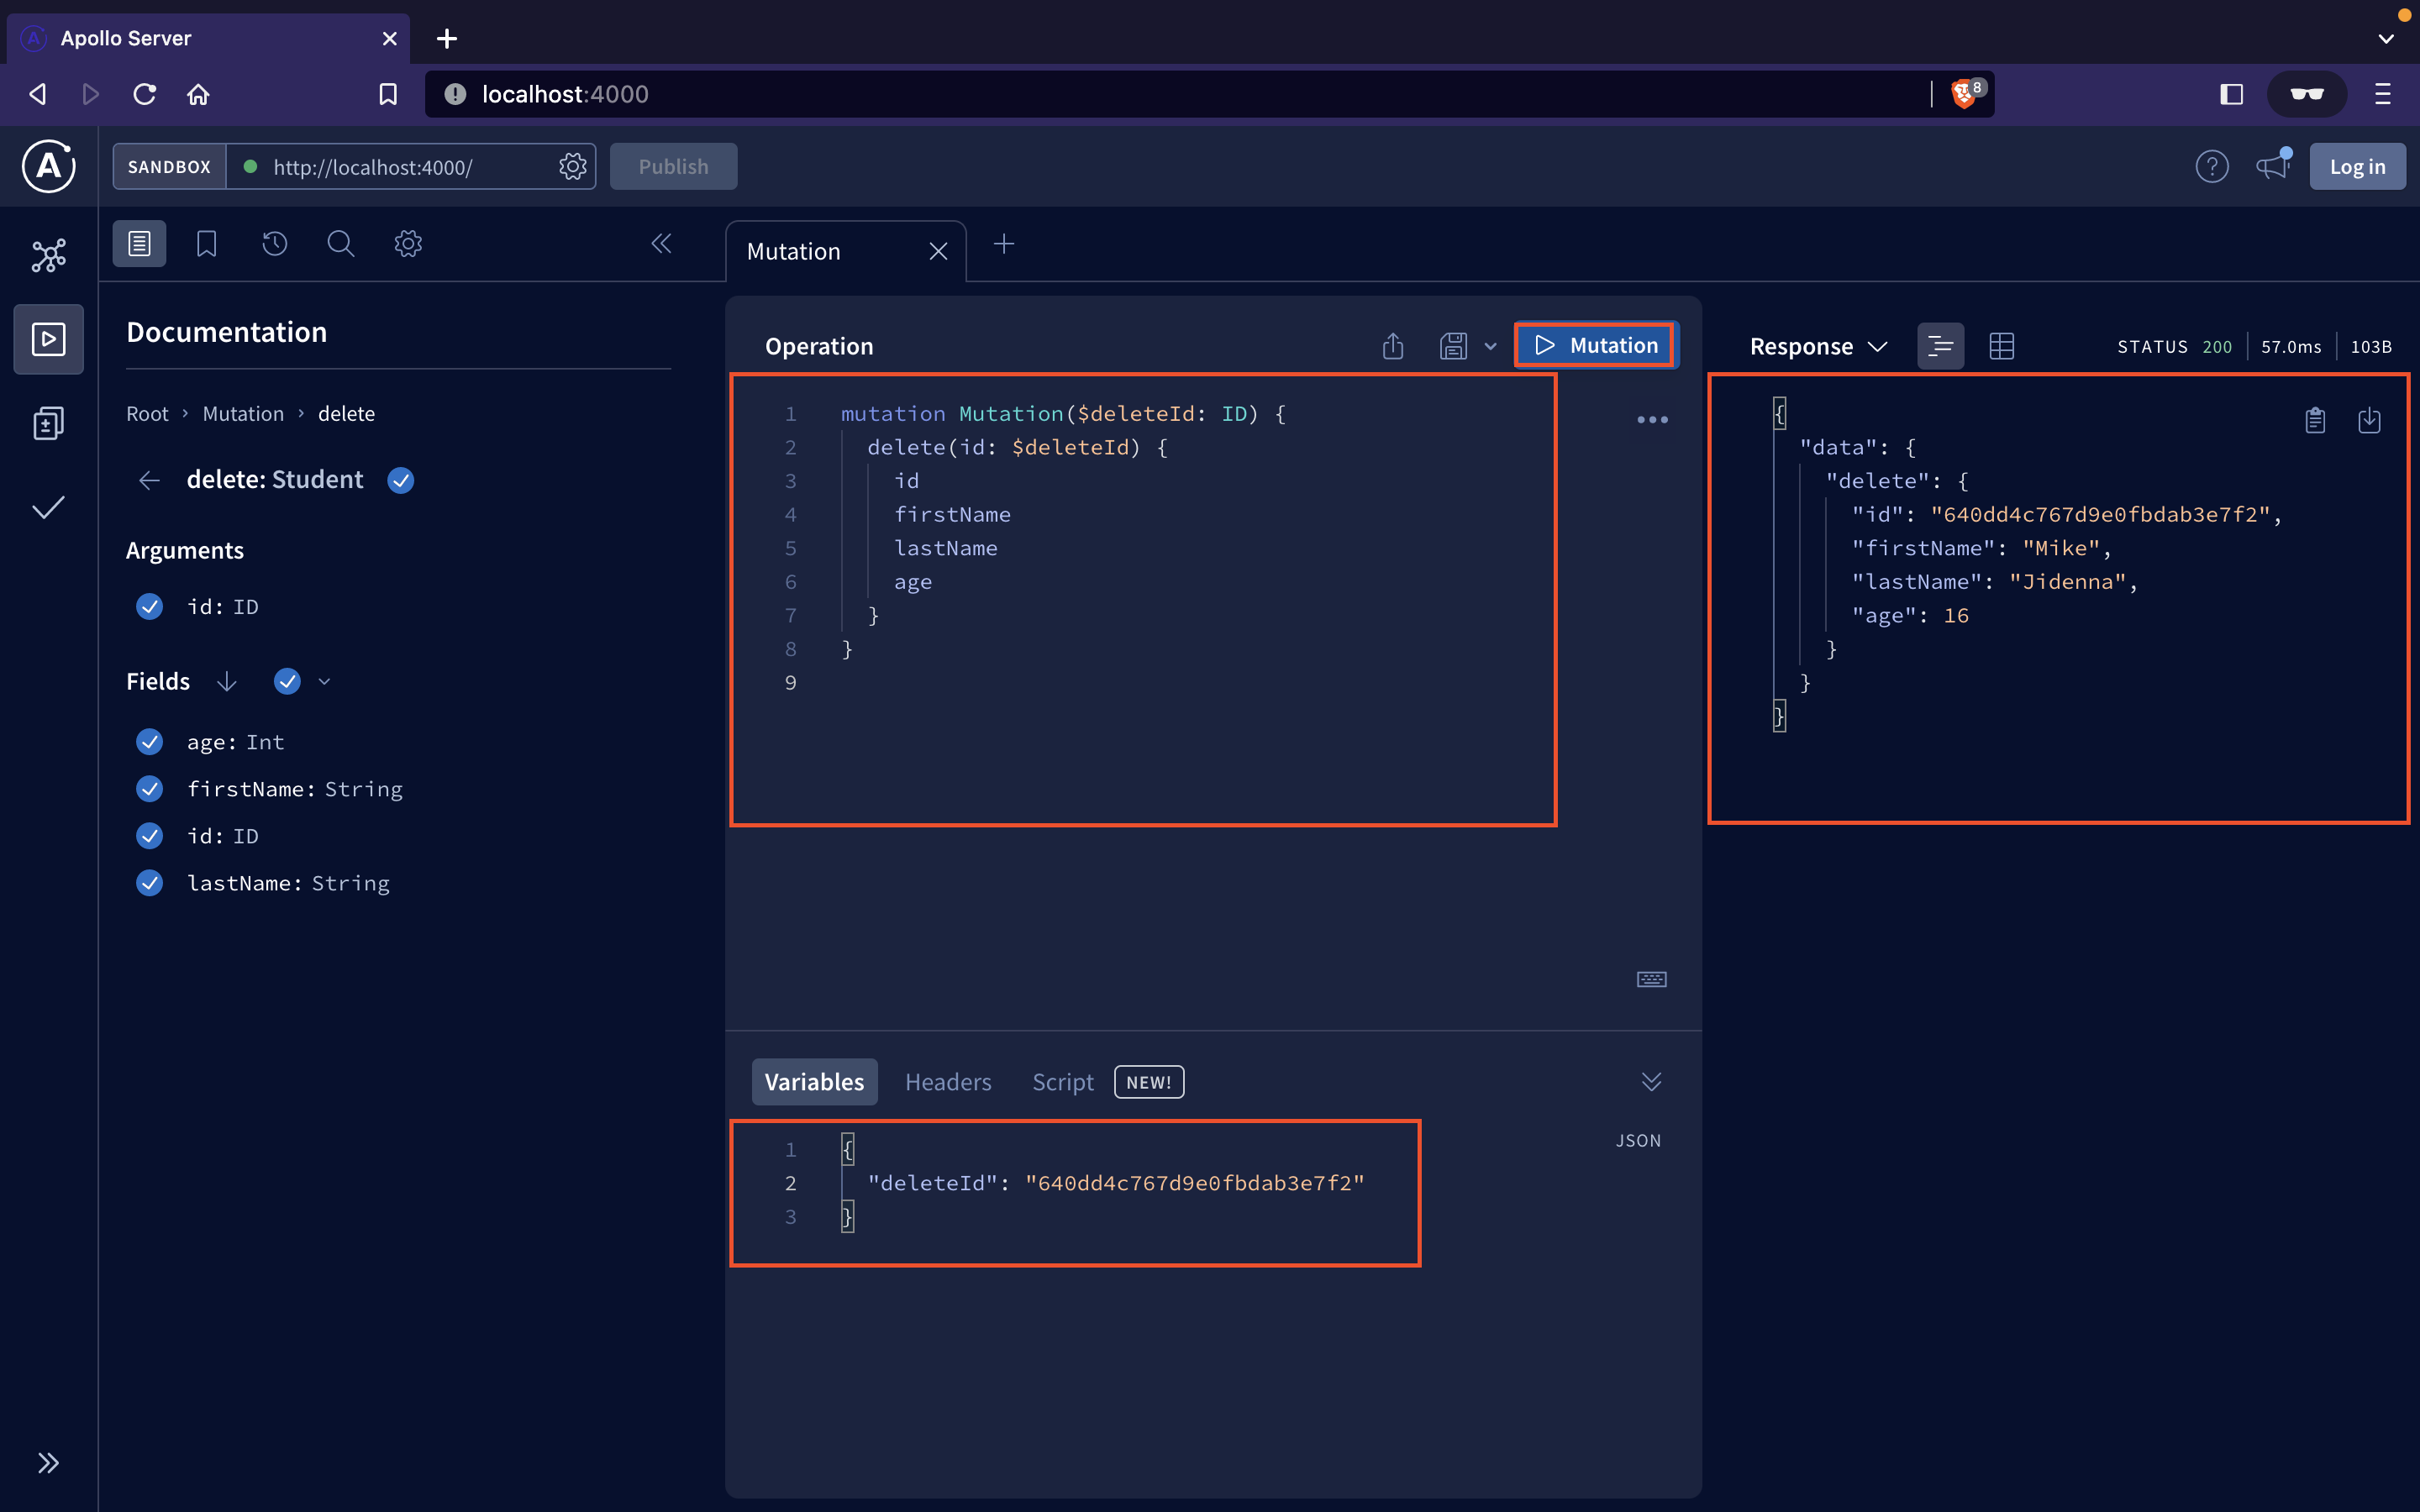 Apollo Server
localhost:4000
8
SANDBOX http://localhost:4000/ Publish
? Log in
Mutation
Documentation
Root › Mutation › delete
delete: Student
Arguments
id: ID
Fields
age: Int
firstName: String
id: ID
lastName: String
Operation
Mutation
1 mutation Mutation($deleteId: ID) {
2 delete(id: $deleteId) {
3 id
4 firstName
5 lastName
6 age
7 }
8 }
9
Variables Headers Script NEW!
JSON
1 {
2 "deleteId": "640dd4c767d9e0fbdab3e7f2"
3 }
Response STATUS 200 57.0ms 103B
{
"data": {
"delete": {
"id": "640dd4c767d9e0fbdab3e7f2",
"firstName": "Mike",
"lastName": "Jidenna",
"age": 16
}
}
}